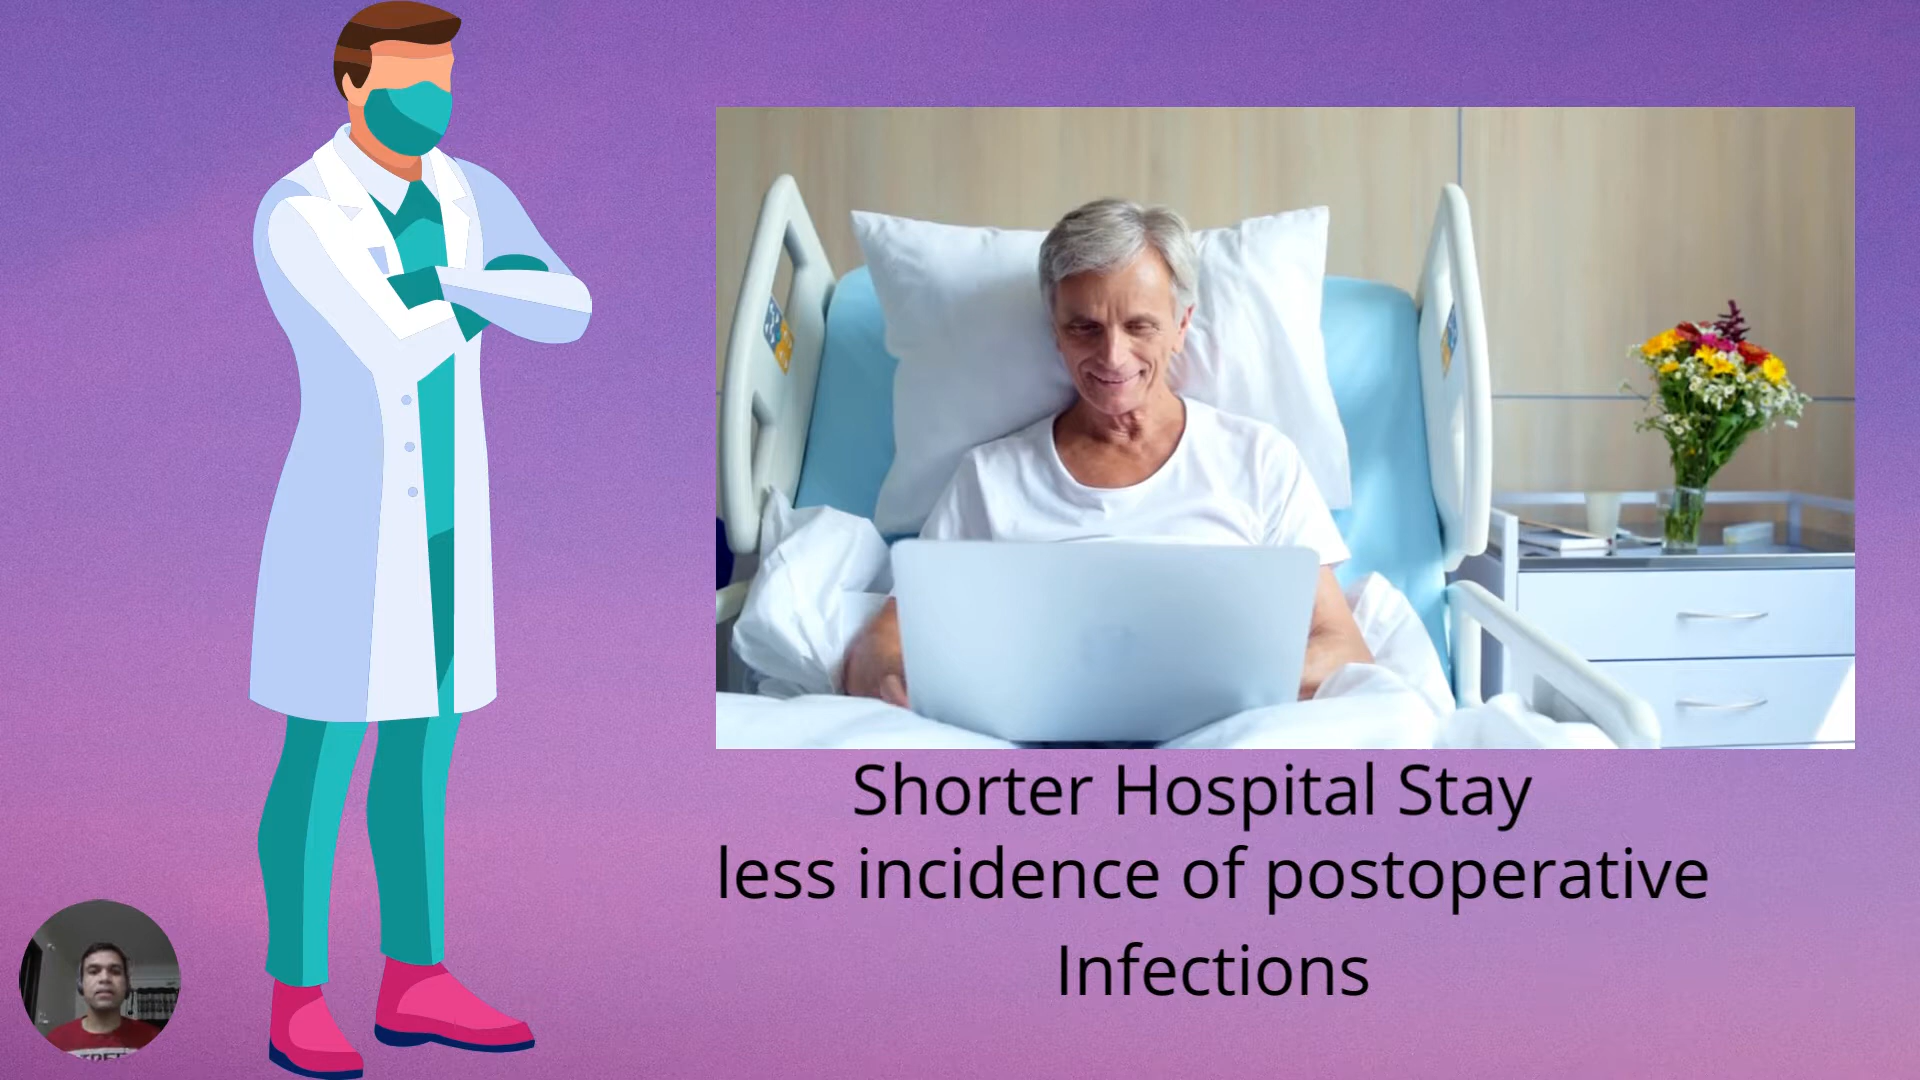 Shorter Hospital Stay
less incidence of postoperative
Infections